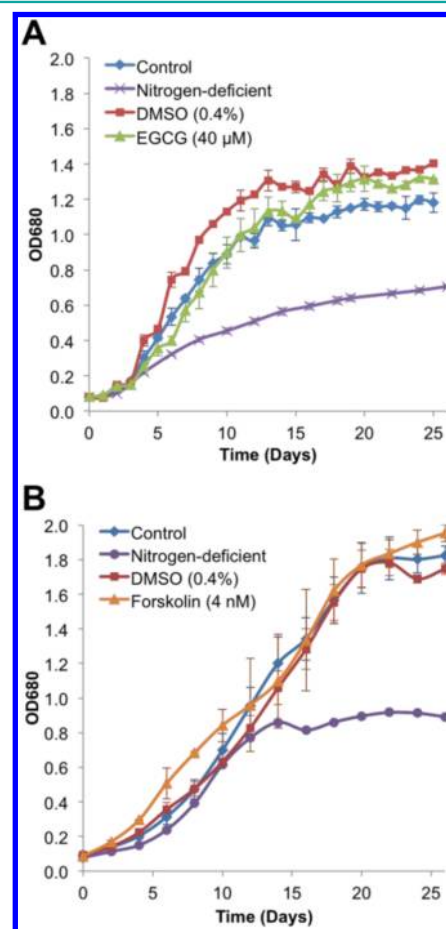 A
Control
Nitrogen-deficient
DMSO (0.4%)
EGCG (40 µM)
2.0
1.8
1.6
1.4
1.2
1.0
0.8
0.6
0.4
0.2
0.0
OD680
0 5 10 15 20 25
Time (Days)
B
Control
Nitrogen-deficient
DMSO (0.4%)
Forskolin (4 nM)
2.0
1.8
1.6
1.4
1.2
1.0
0.8
0.6
0.4
0.2
0.0
OD680
0 5 10 15 20 25
Time (Days)